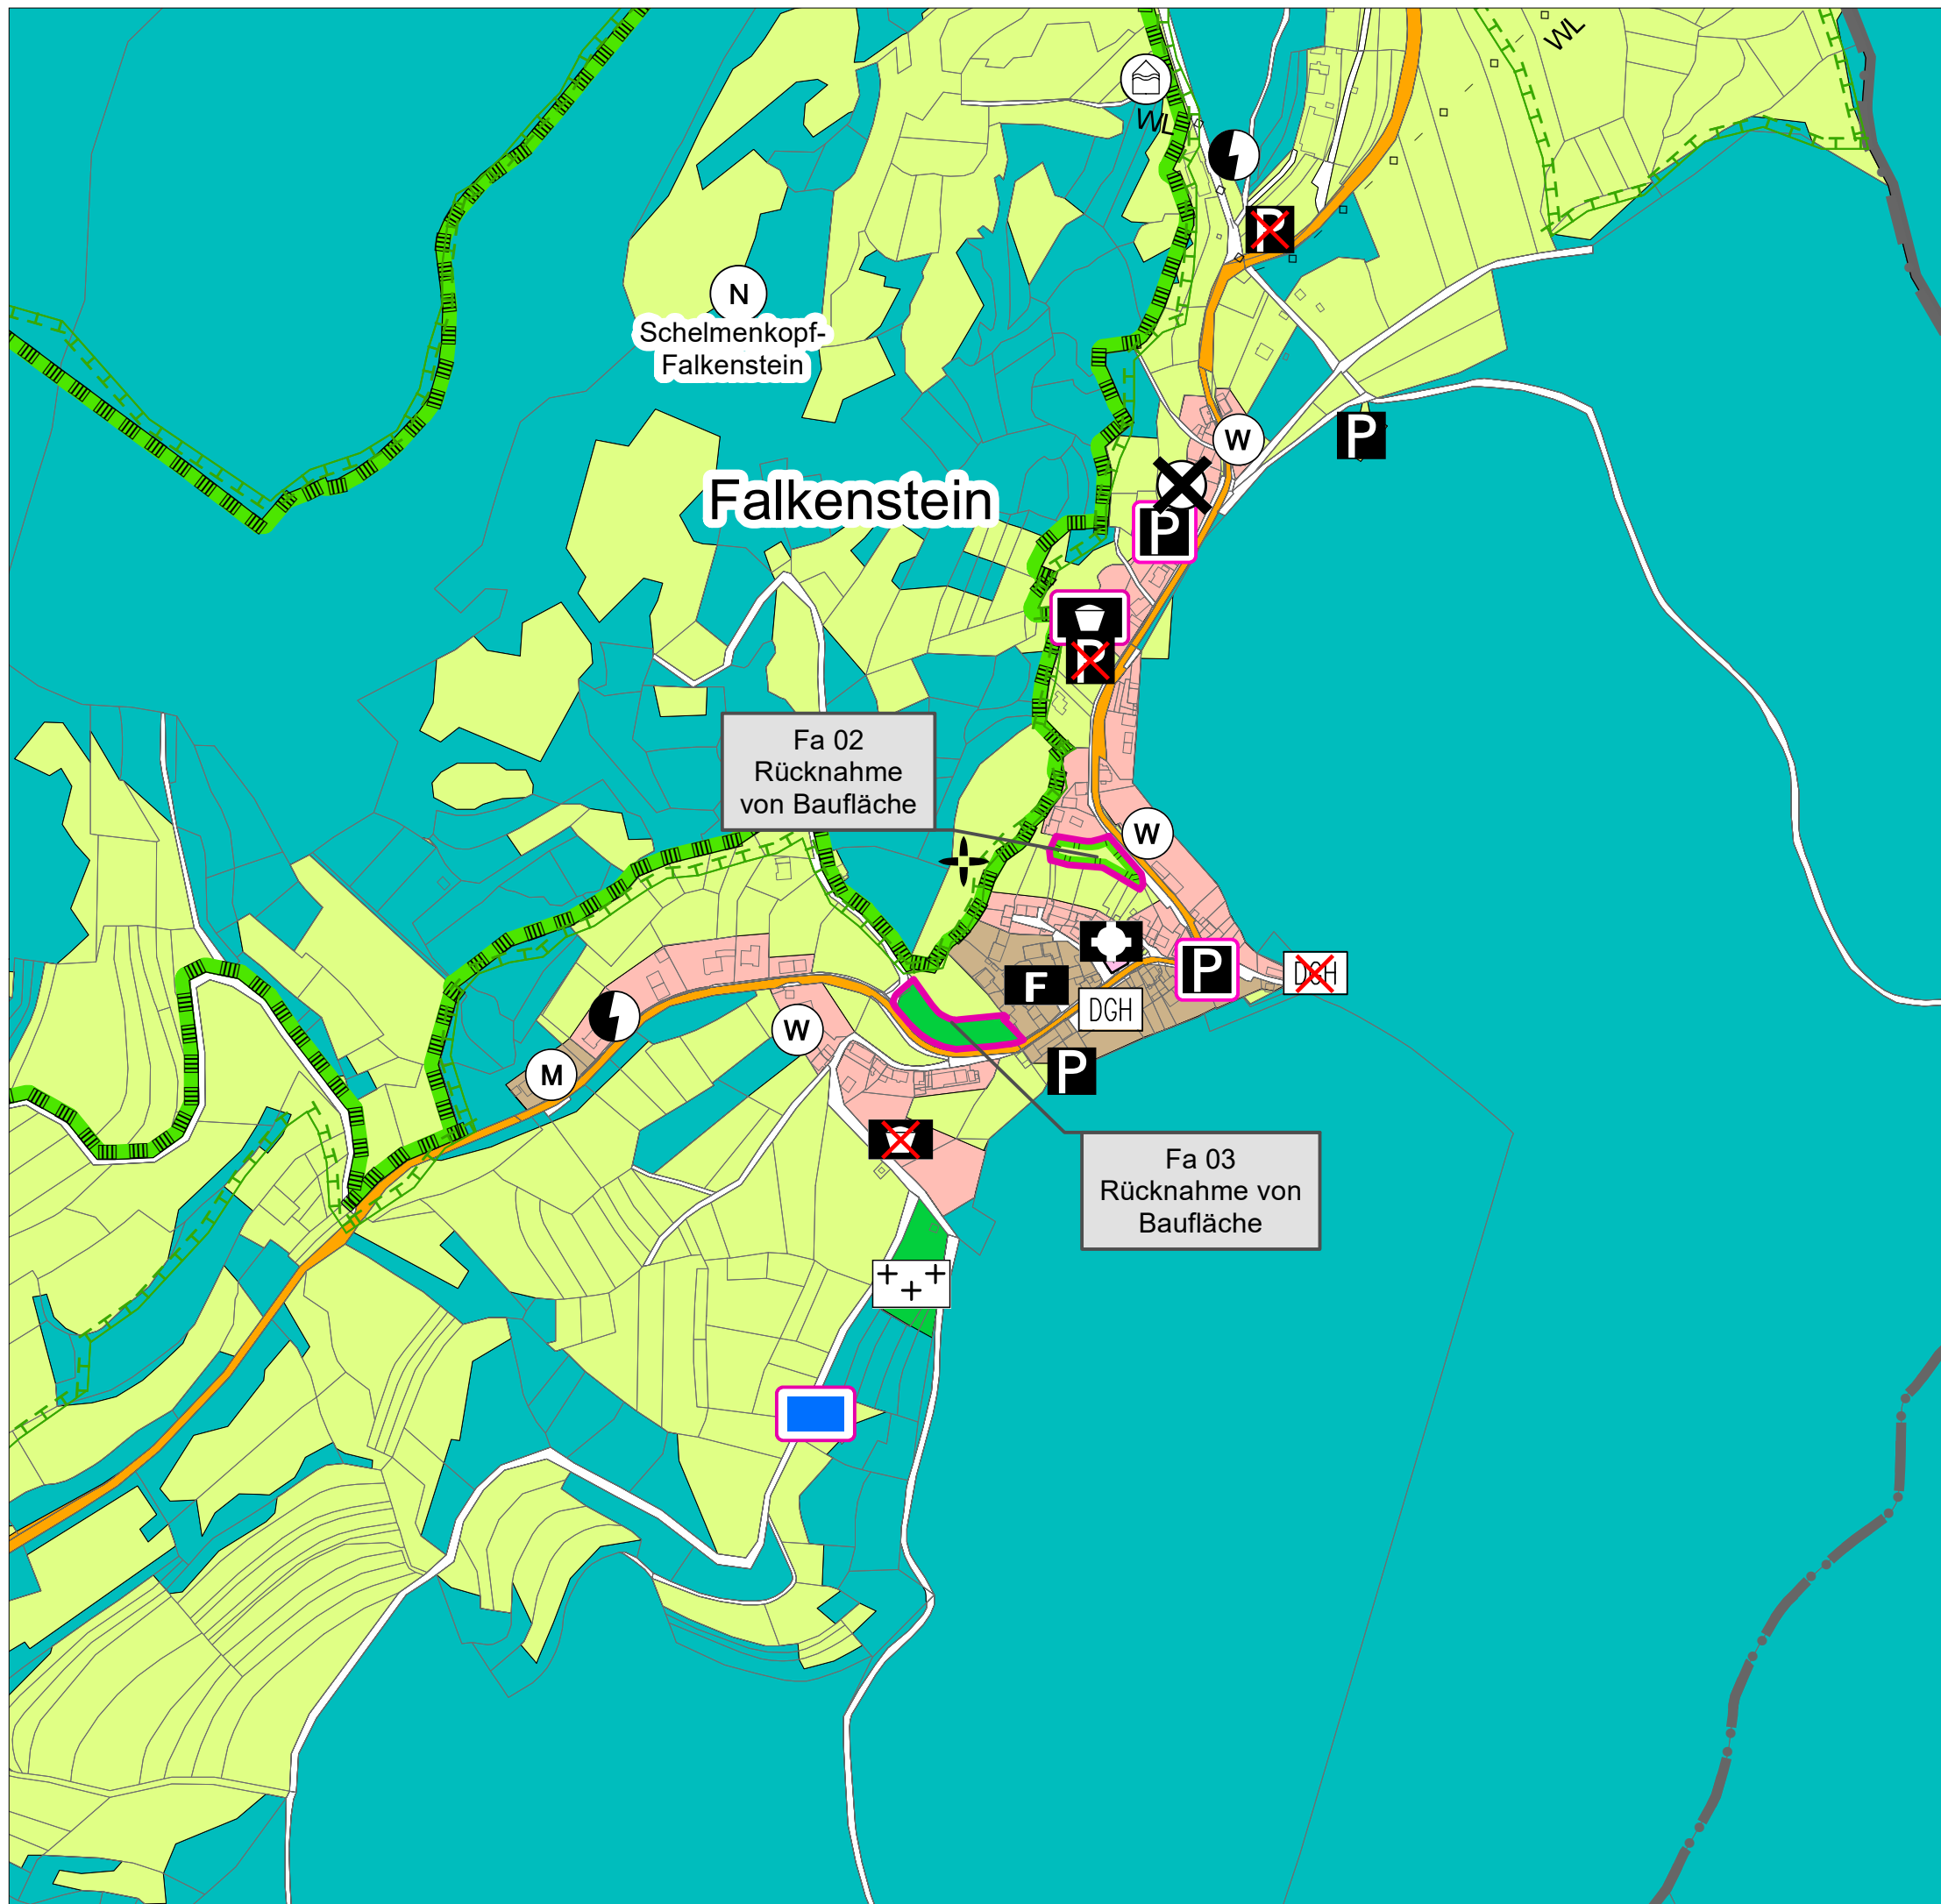 WL
WL
P
N
Schelmenkopf-
Falkenstein
W
P
Falkenstein
P
P
Fa 02
Rücknahme
von Baufläche
W
F
P
DGH
DGH
W
M
P
Fa 03
Rücknahme von
Baufläche